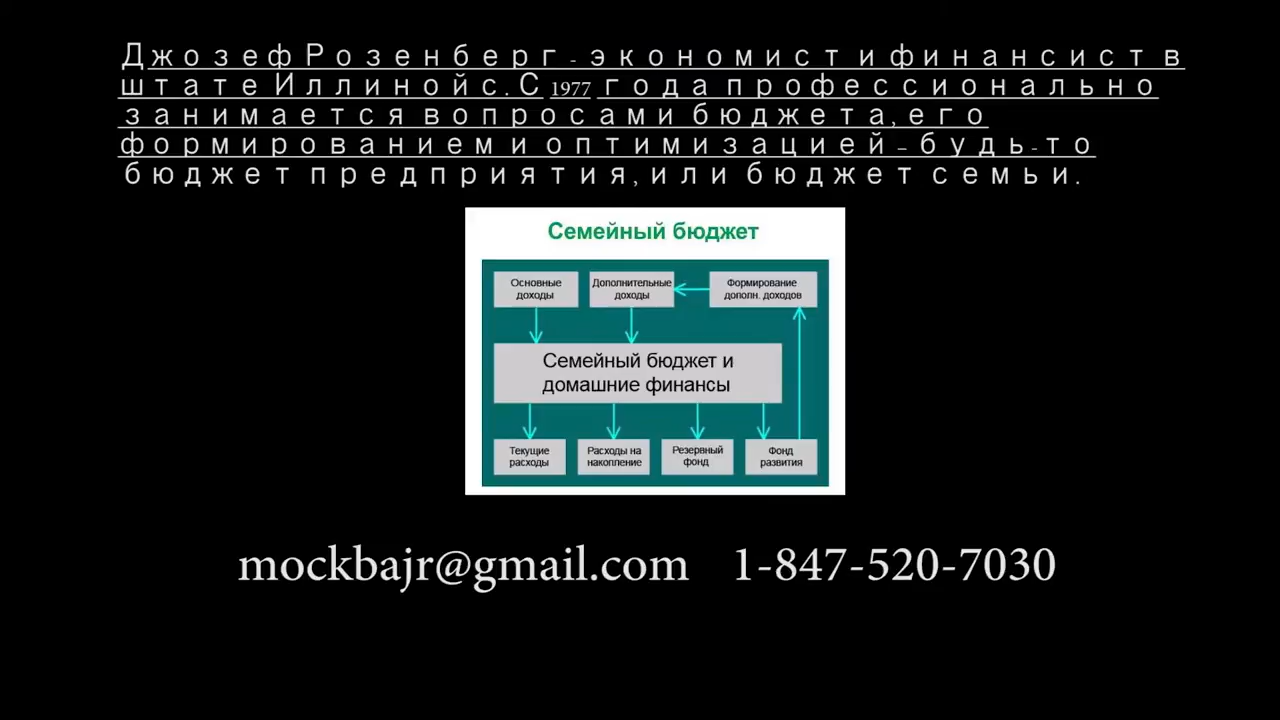 Джозеф Розенберг - экономист и финансист в
штате Иллинойс. С 1977 года профессионально
занимается вопросами бюджета, его
формированием и оптимизацией – будь-то
бюджет предприятия, или бюджет семьи.
Семейный бюджет
Основные
доходы
Дополнительные
доходы
Формирование
дополн. доходов
Семейный бюджет и
домашние финансы
Текущие
расходы
Расходы на
накопление
Резервный
фонд
Фонд
развития
mockbajr@gmail.com 1-847-520-7030